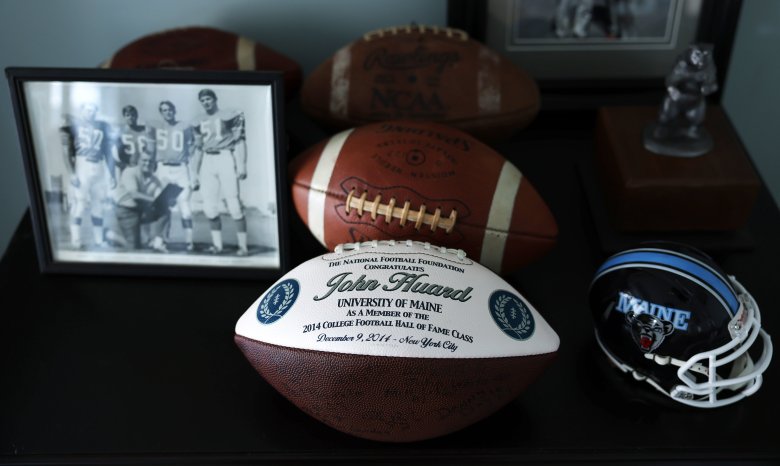 Rawlings
NCAA
57
56
50
51
THE NATIONAL FOOTBALL FOUNDATION
CONGRATULATES
John Huard
UNIVERSITY OF MAINE
AS A MEMBER OF THE
2014 COLLEGE FOOTBALL HALL OF FAME CLASS
December 9, 2014 - New York City
MAINE